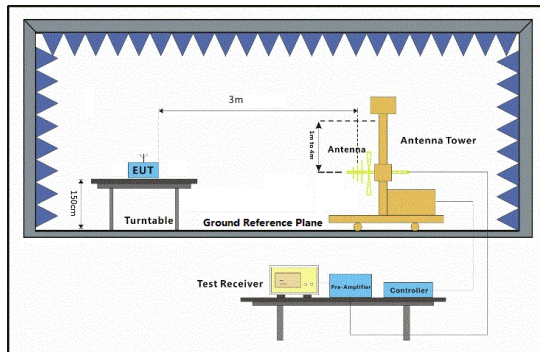 3m
1m to 4m
Antenna
Antenna Tower
EUT
150cm
Turntable
Ground Reference Plane
Test Receiver
Pre-Amplifier
Controller